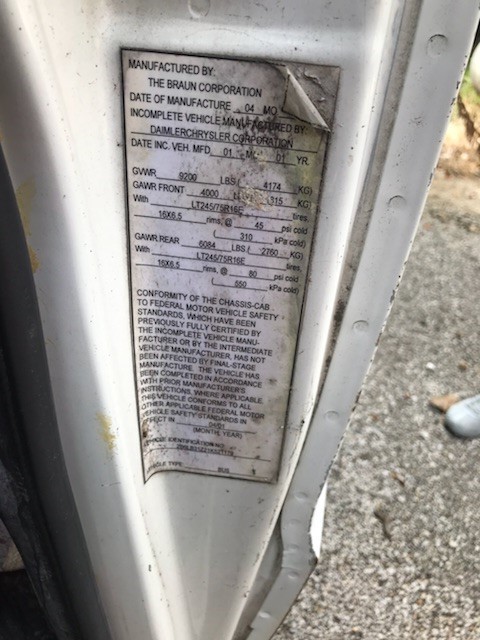 MANUFACTURED BY:
THE BRAUN CORPORATION
DATE OF MANUFACTURE 04 MO
INCOMPLETE VEHICLE MANUFACTURED BY
DAIMLERCHRYSLER CORPORATION
DATE INC. VEH. MFD. 01 MO. 01 YR.
GVWR 9200 LBS ( 4174 KG)
GAWR FRONT 4000 315 KG)
With LT245/75R16E tires,
16X6.5 rims, @ 45 psi cold
( 310 kPa cold)
GAWR REAR 6084 LBS.( 2760 KG)
With LT245/75R16E tires,
16X6.5 rims, @ 80 psi cold
( 550 kPa cold)
CONFORMITY OF THE CHASSIS-CAB
TO FEDERAL MOTOR VEHICLE SAFETY
STANDARDS, WHICH HAVE BEEN
PREVIOUSLY FULLY CERTIFIED BY
THE INCOMPLETE VEHICLE MANU-
FACTURER OR BY THE INTERMEDIATE
VEHICLE MANUFACTURER, HAS NOT
BEEN AFFECTED BY FINAL-STAGE
MANUFACTURE. THE VEHICLE HAS
BEEN COMPLETED IN ACCORDANCE
WITH PRIOR MANUFACTURER'S
INSTRUCTIONS, WHERE APPLICABLE.
THIS VEHICLE CONFORMS TO ALL
OTHER APPLICABLE FEDERAL MOTOR
VEHICLE SAFETY STANDARDS IN
EFFECT IN 04/01
(MONTH, YEAR)
VEHICLE IDENTIFICATION NO.
VEHICLE TYPE BUS